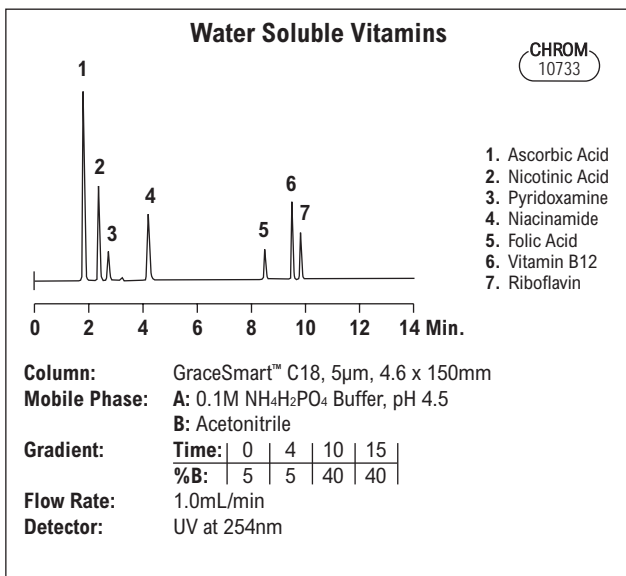 Water Soluble Vitamins
CHROM
10733
1
2
3
4
5
6
7
1. Ascorbic Acid
2. Nicotinic Acid
3. Pyridoxamine
4. Niacinamide
5. Folic Acid
6. Vitamin B12
7. Riboflavin
0 2 4 6 8 10 12 14 Min.
Column: GraceSmart™ C18, 5µm, 4.6 x 150mm
Mobile Phase: A: 0.1M NH₄H₂PO₄ Buffer, pH 4.5
B: Acetonitrile
Gradient: Time: 0 4 10 15
%B: 5 5 40 40
Flow Rate: 1.0mL/min
Detector: UV at 254nm